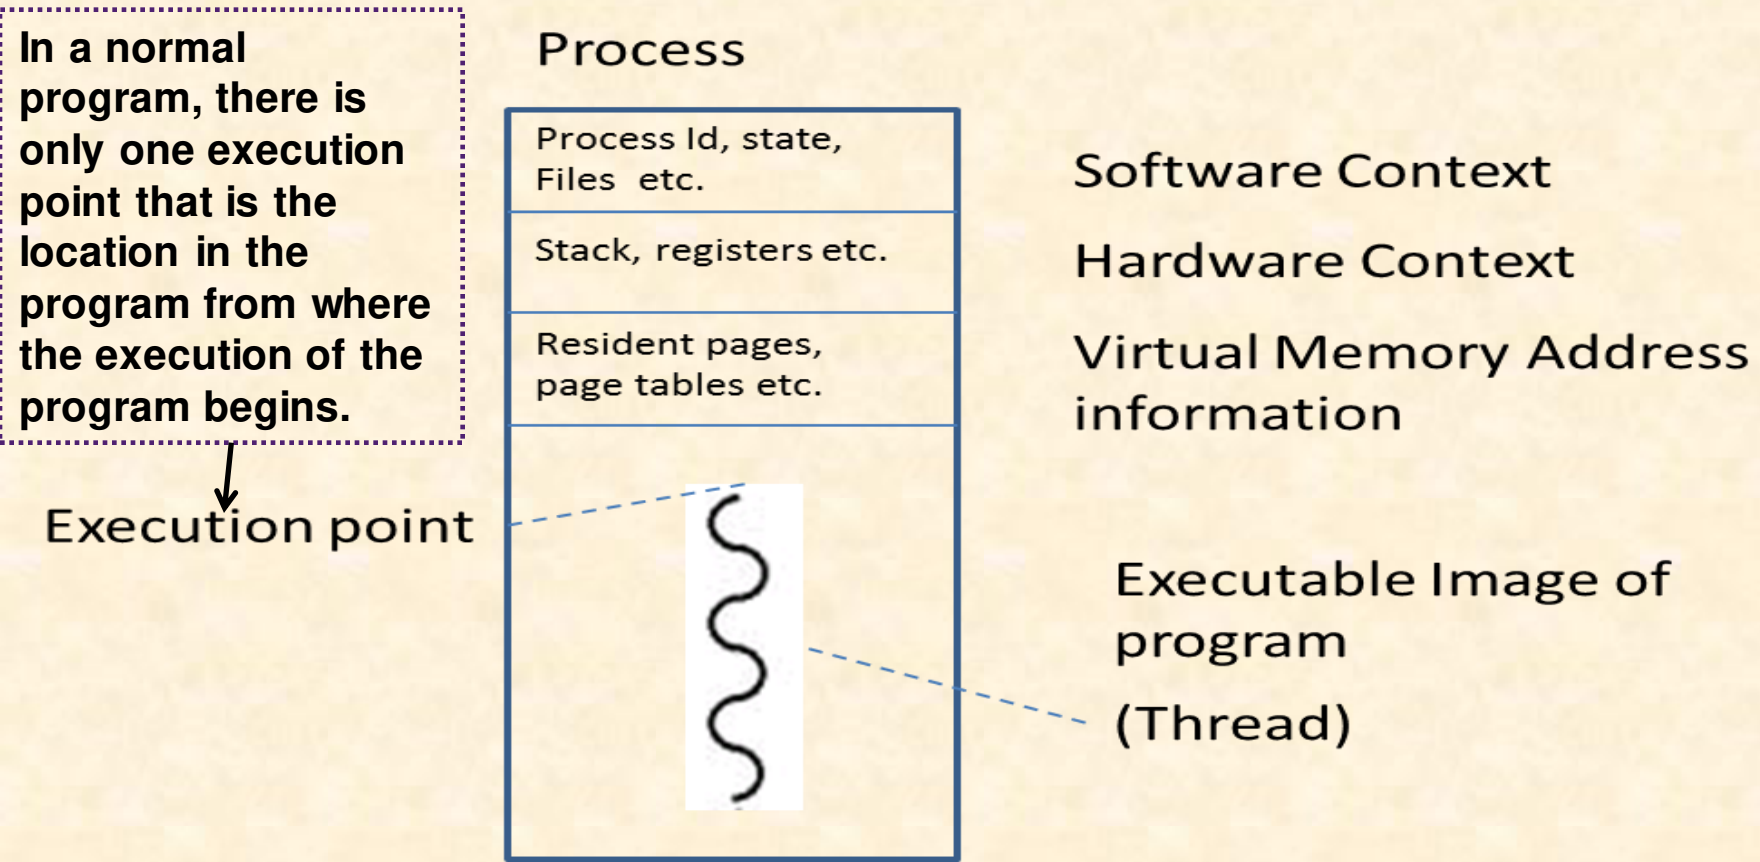 In a normal
program, there is
only one execution
point that is the
location in the
program from where
the execution of the
program begins.
Execution point
Process
Process Id, state,
Files etc.
Stack, registers etc.
Resident pages,
page tables etc.
Software Context
Hardware Context
Virtual Memory Address
information
Executable Image of
program
(Thread)